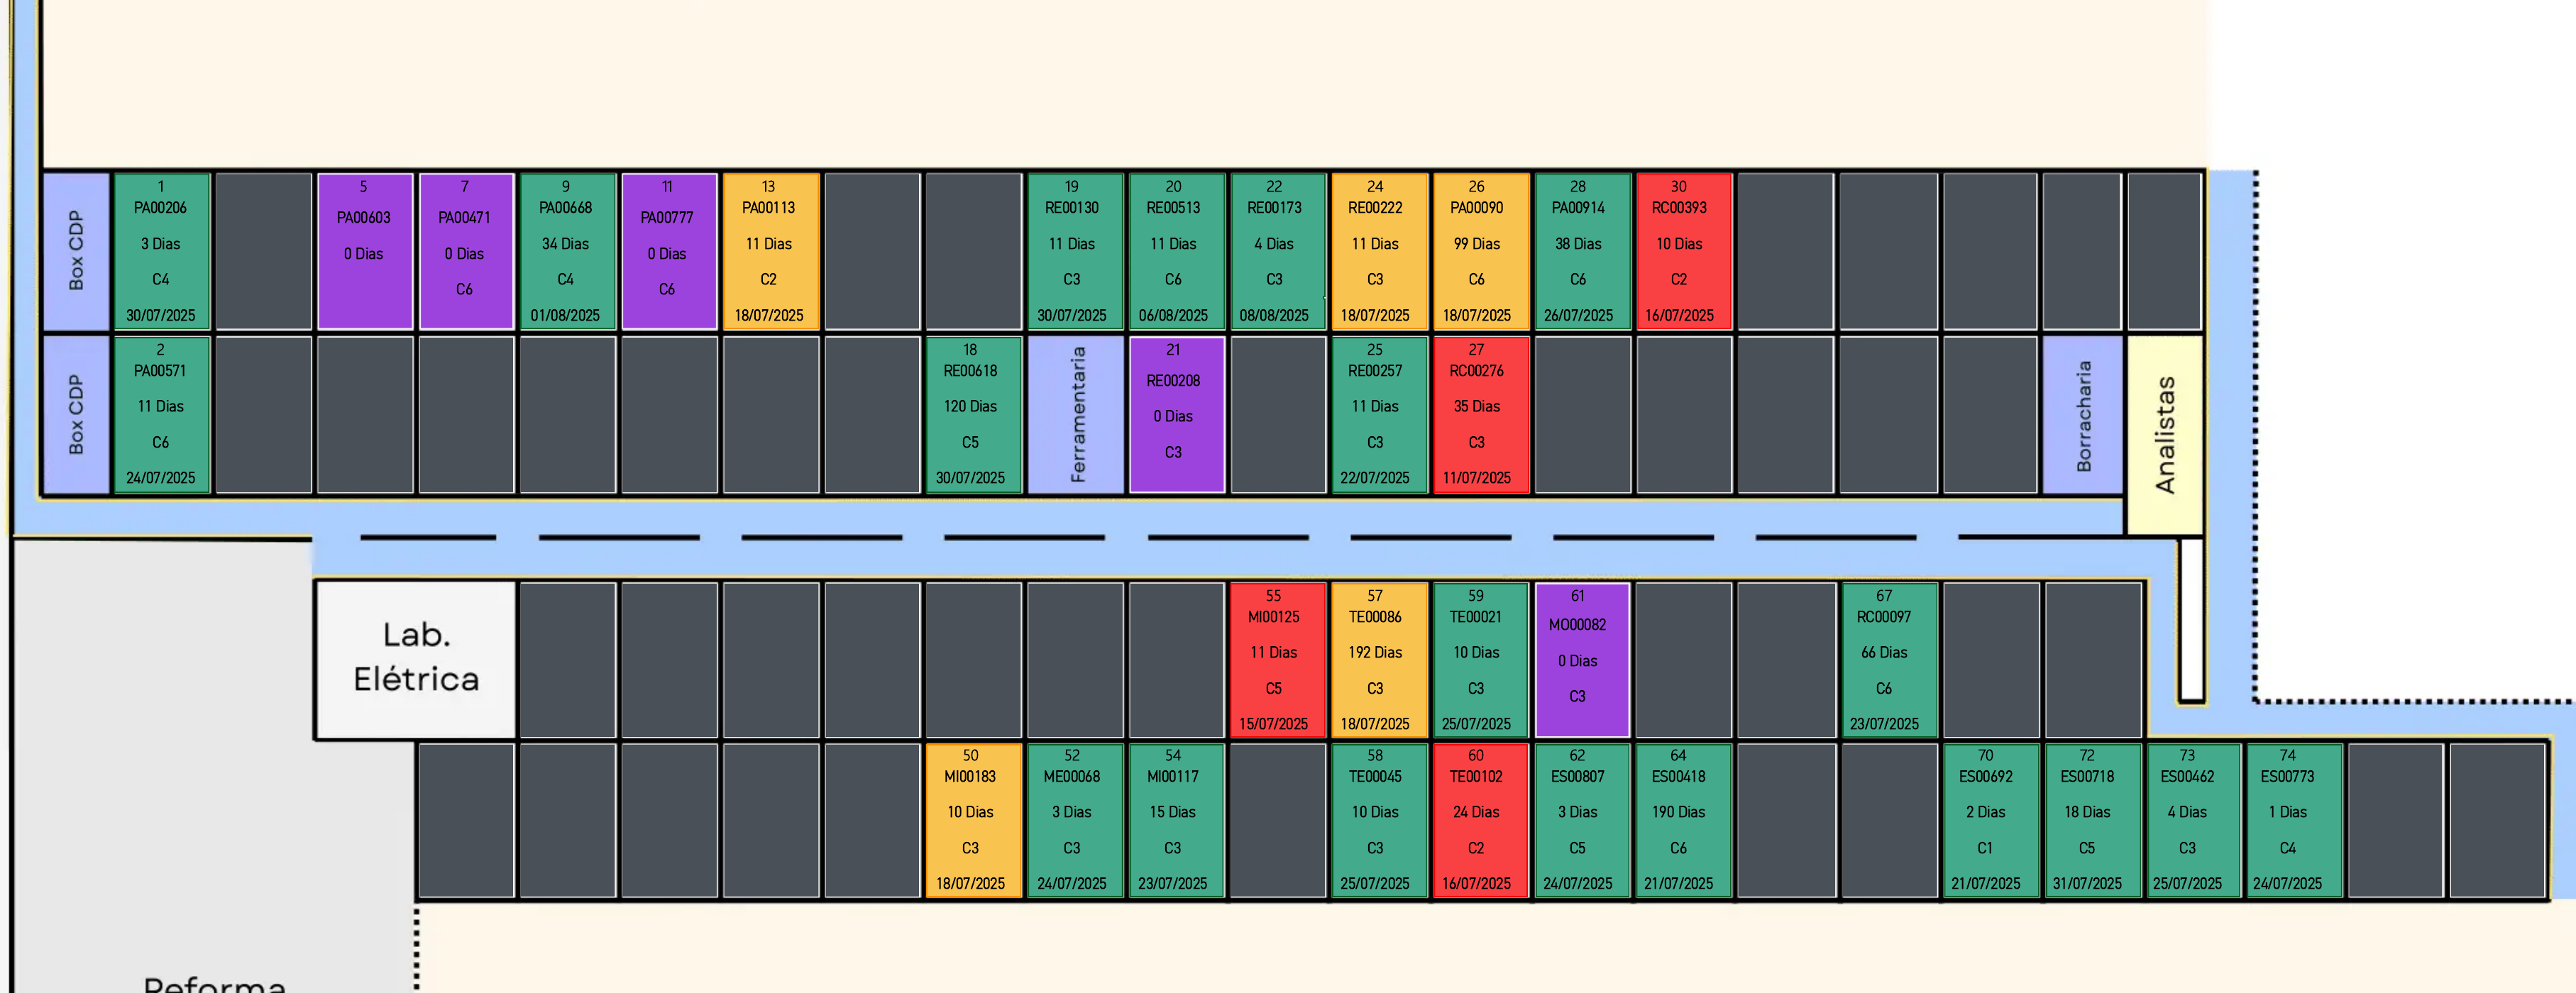 Box CDP
1
PA00206
3 Dias
C4
30/07/2025
5
PA00603
0 Dias
7
PA00471
0 Dias
C6
9
PA00668
34 Dias
C4
01/08/2025
11
PA00777
0 Dias
C6
13
PA00113
11 Dias
C2
18/07/2025
19
RE00130
11 Dias
C3
30/07/2025
20
RE00513
11 Dias
C6
06/08/2025
22
RE00173
4 Dias
C3
08/08/2025
24
RE00222
11 Dias
C3
18/07/2025
26
PA00090
99 Dias
C6
18/07/2025
28
PA00914
38 Dias
C6
26/07/2025
30
RC00393
10 Dias
C2
16/07/2025
Box CDP
2
PA00571
11 Dias
C6
24/07/2025
18
RE00618
120 Dias
C5
30/07/2025
Ferramentaria
21
RE00208
0 Dias
C3
25
RE00257
11 Dias
C3
22/07/2025
27
RC00276
35 Dias
C3
11/07/2025
Borracharia
Analistas
Lab.
Elétrica
55
MI00125
11 Dias
C5
15/07/2025
57
TE00086
192 Dias
C3
18/07/2025
59
TE00021
10 Dias
C3
25/07/2025
61
MO00082
0 Dias
C3
67
RC00097
66 Dias
C6
23/07/2025
50
MI00183
10 Dias
C3
18/07/2025
52
ME00068
3 Dias
C3
24/07/2025
54
MI00117
15 Dias
C3
23/07/2025
58
TE00045
10 Dias
C3
25/07/2025
60
TE00102
24 Dias
C2
16/07/2025
62
ES00807
3 Dias
C5
24/07/2025
64
ES00418
190 Dias
C6
21/07/2025
70
ES00692
2 Dias
C1
21/07/2025
72
ES00718
18 Dias
C5
31/07/2025
73
ES00462
4 Dias
C3
25/07/2025
74
ES00773
1 Dias
C4
24/07/2025
Reforma